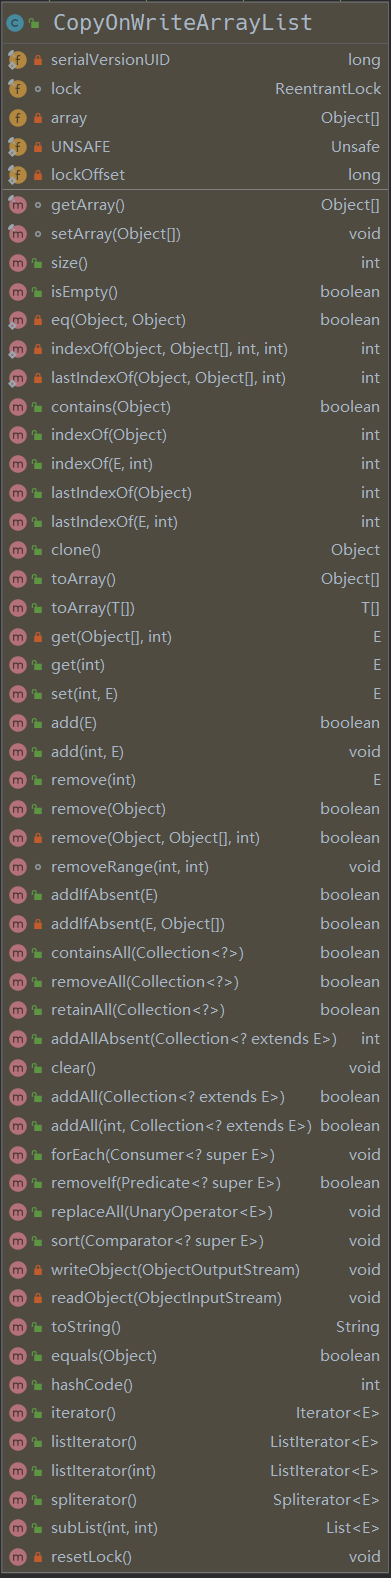 CopyOnWriteArrayList
serialVersionUID long
lock ReentrantLock
array Object[]
UNSAFE Unsafe
lockOffset long
getArray() Object[]
setArray(Object[]) void
size() int
isEmpty() boolean
eq(Object, Object) boolean
indexOf(Object, Object[], int, int) int
lastIndexOf(Object, Object[], int) int
contains(Object) boolean
indexOf(Object) int
indexOf(E, int) int
lastIndexOf(Object) int
lastIndexOf(E, int) int
clone() Object
toArray() Object[]
toArray(T[]) T[]
get(Object[], int) E
get(int) E
set(int, E) E
add(E) boolean
add(int, E) void
remove(int) E
remove(Object) boolean
remove(Object, Object[], int) boolean
removeRange(int, int) void
addIfAbsent(E) boolean
addIfAbsent(E, Object[]) boolean
containsAll(Collection<?>) boolean
removeAll(Collection<?>) boolean
retainAll(Collection<?>) boolean
addAllAbsent(Collection<? extends E>) int
clear() void
addAll(Collection<? extends E>) boolean
addAll(int, Collection<? extends E>) boolean
forEach(Consumer<? super E>) void
removeIf(Predicate<? super E>) boolean
replaceAll(UnaryOperator<E>) void
sort(Comparator<? super E>) void
writeObject(ObjectOutputStream) void
readObject(ObjectInputStream) void
toString() String
equals(Object) boolean
hashCode() int
iterator() Iterator<E>
listIterator() ListIterator<E>
listIterator(int) ListIterator<E>
spliterator() Spliterator<E>
subList(int, int) List<E>
resetLock() void